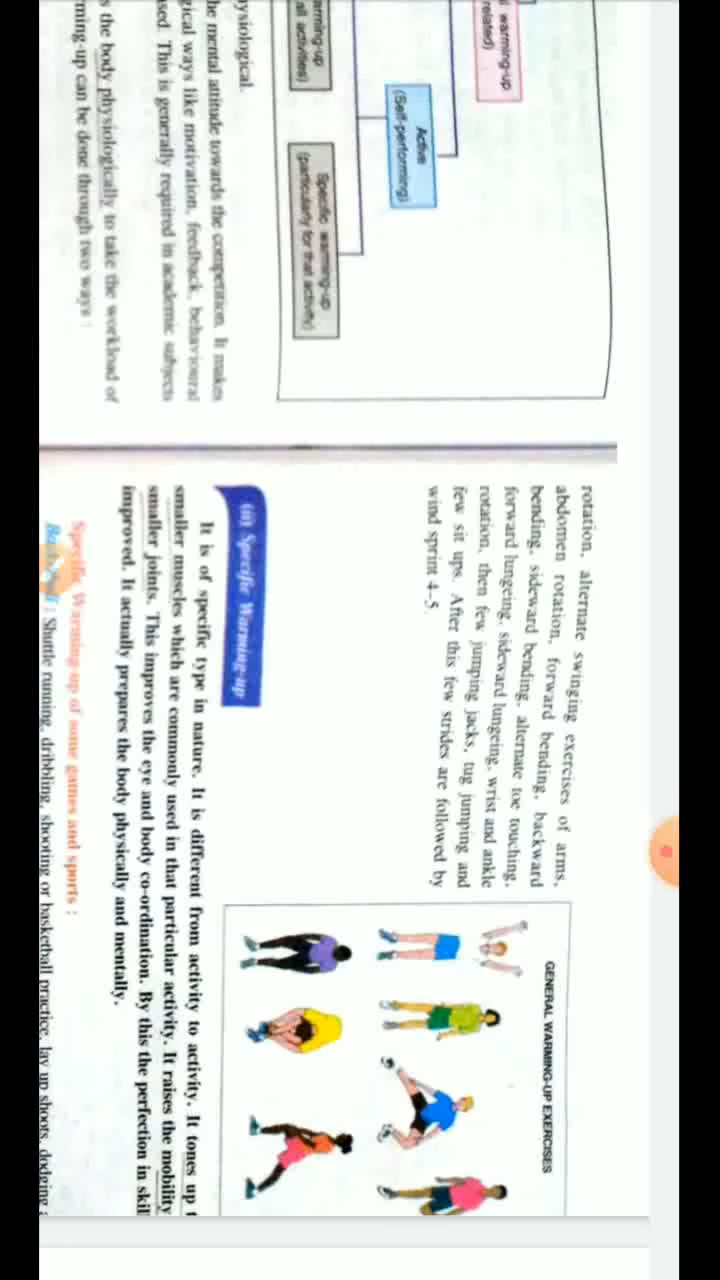 l warming-up
related)
Active
(Self-performing)
arming-up
all activities)
Specific warming-up
(particularly for that activity)
ysiological.
he mental attitude towards the competition. It makes
gical ways like motivation, feedback, behavioural
sed. This is generally required in academic subjects
s the body physiologically to take the workload of
ming-up can be done through two ways :
rotation, alternate swinging exercises of arms,
abdomen rotation, forward bending, backward
bending, sideward bending, alternate toe touching,
forward lungeing, sideward lungeing, wrist and ankle
rotation, then few jumping jacks, tug jumping and
few sit ups. After this few strides are followed by
wind sprint 4–5.
GENERAL WARMING-UP EXERCISES
(ii) Specific Warming-up
It is of specific type in nature. It is different from activity to activity. It tones up t
smaller muscles which are commonly used in that particular activity. It raises the mobility
smaller joints. This improves the eye and body co-ordination. By this the perfection in skil
improved. It actually prepares the body physically and mentally.
Specific Warming-up of some games and sports :
: Shuttle running, dribbling, shooting or basketball practice, lay up shoots, dodging